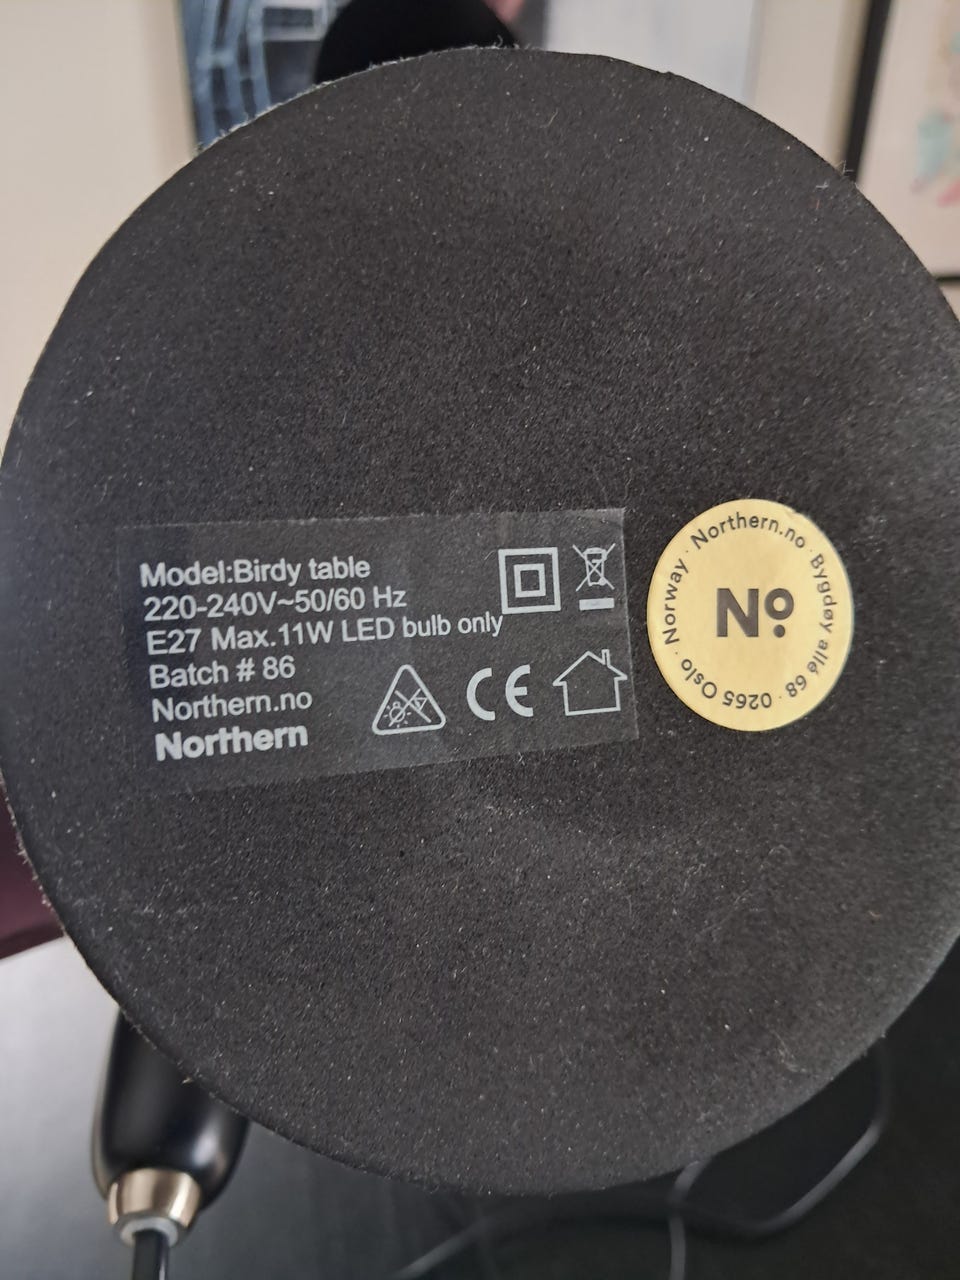 Model:Birdy table
220-240V~50/60 Hz
E27 Max.11W LED bulb only
Batch # 86
Northern.no
Northern
CE
Northern.no · Bygdøy allé 68 · 0265 Oslo · Norway ·
Nº